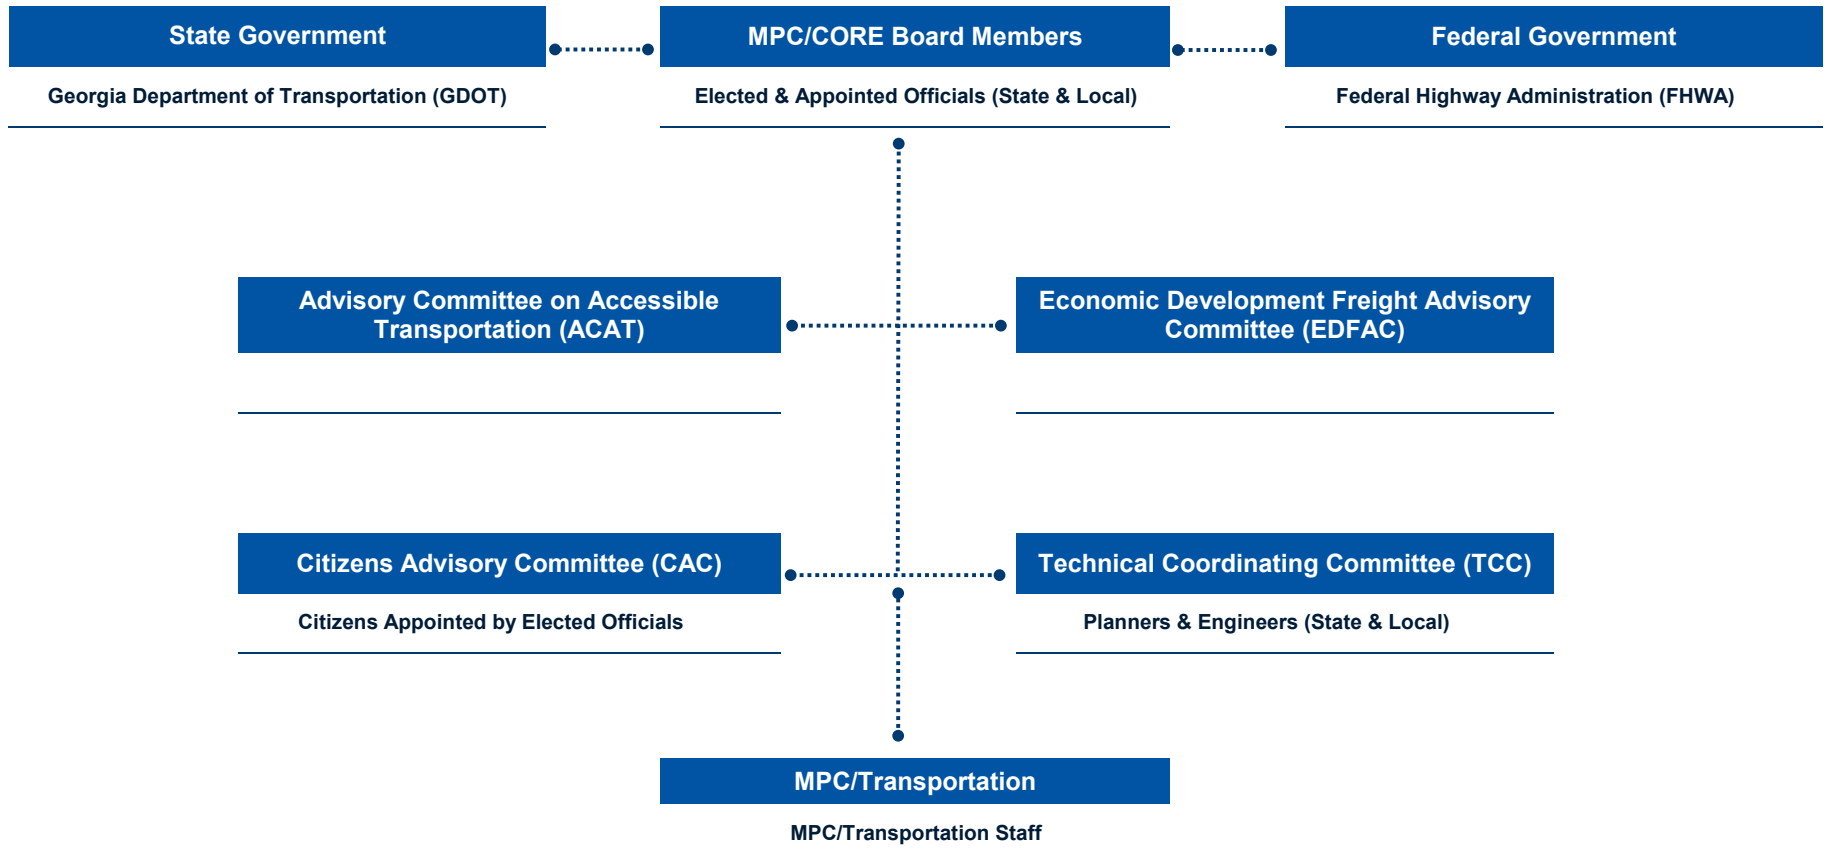 State Government
MPC/CORE Board Members
Federal Government
Georgia Department of Transportation (GDOT)
Elected & Appointed Officials (State & Local)
Federal Highway Administration (FHWA)
Advisory Committee on Accessible
Transportation (ACAT)
Economic Development Freight Advisory
Committee (EDFAC)
Citizens Advisory Committee (CAC)
Technical Coordinating Committee (TCC)
Citizens Appointed by Elected Officials
Planners & Engineers (State & Local)
MPC/Transportation
MPC/Transportation Staff